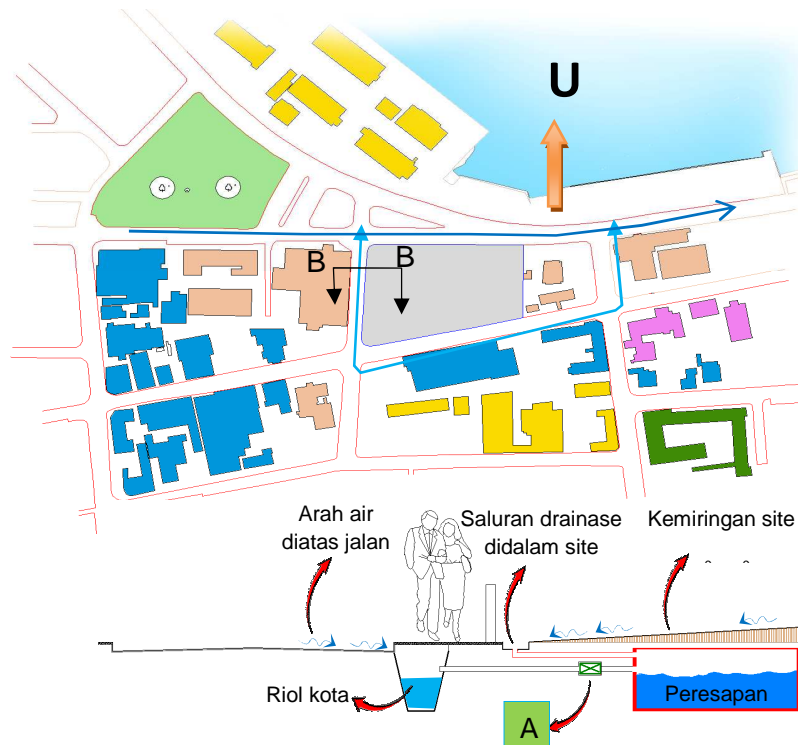 U
B
B
Arah air
diatas jalan
Saluran drainase
didalam site
Kemiringan site
Riol kota
Peresapan
A